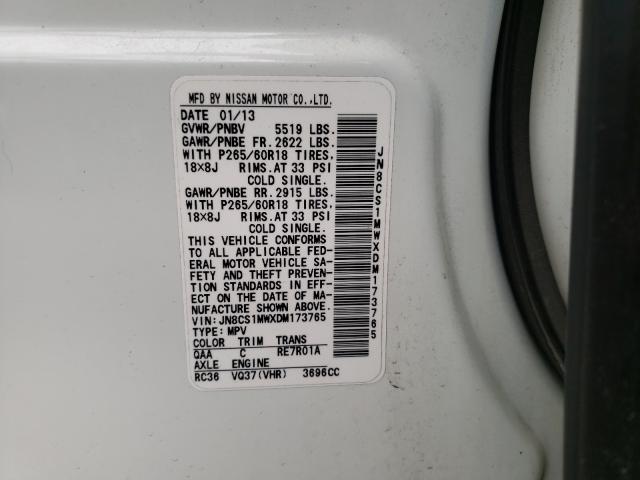 MFD BY NISSAN MOTOR CO.,LTD.
DATE 01/13
GVWR/PNBV 5519 LBS.
GAWR/PNBE FR. 2622 LBS.
WITH P265/60R18 TIRES,
18X8J RIMS.AT 33 PSI
COLD SINGLE.
GAWR/PNBE RR. 2915 LBS.
WITH P265/60R18 TIRES,
18X8J RIMS.AT 33 PSI
COLD SINGLE.
THIS VEHICLE CONFORMS
TO ALL APPLICABLE FED-
ERAL MOTOR VEHICLE SA-
FETY AND THEFT PREVEN-
TION STANDARDS IN EFF-
ECT ON THE DATE OF MA-
NUFACTURE SHOWN ABOVE.
VIN: JN8CS1MWXDM173765
TYPE: MPV
COLOR TRIM TRANS
QAA C RE7R01A
AXLE ENGINE
RC36 VQ37(VHR) 3696CC
JN8CS1MWXDM173765